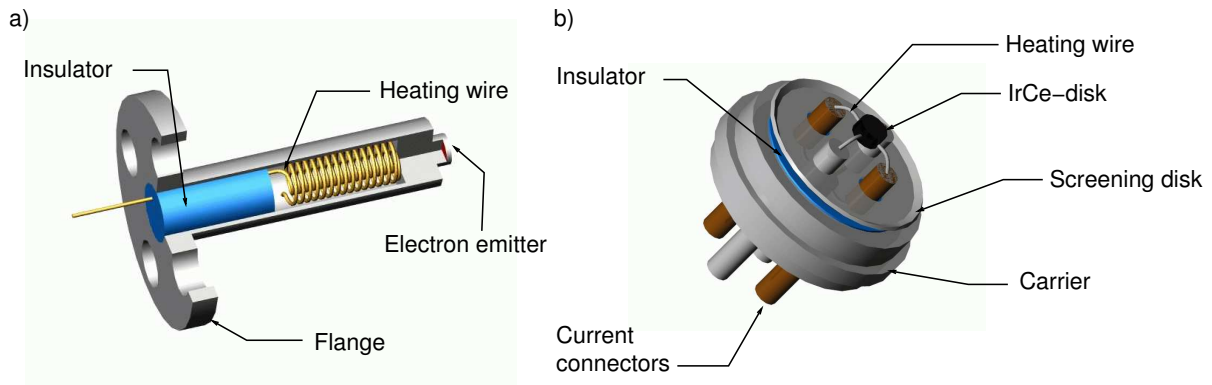 a)
Insulator
Heating wire
Electron emitter
Flange
b)
Heating wire
Insulator
IrCe−disk
Screening disk
Carrier
Current
connectors